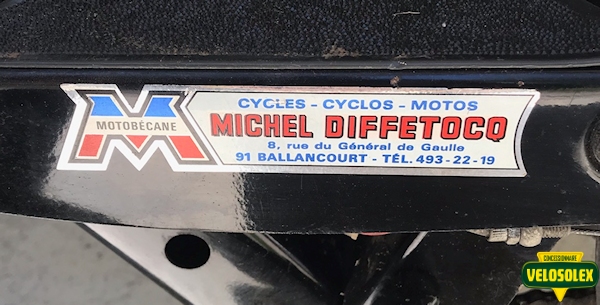 MOTOBÉCANE
CYCLES - CYCLOS - MOTOS
MICHEL DIFFETOCQ
8, rue du Général de Gaulle
91 BALLANCOURT - TÉL. 493-22-19
CONCESSIONNAIRE
VELOSOLEX